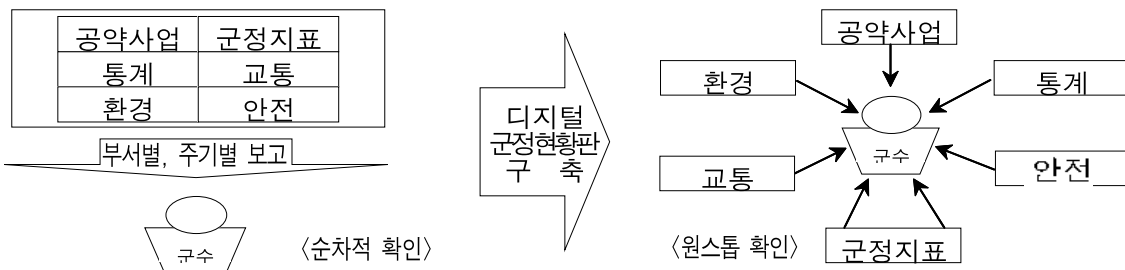 공약사업 군정지표
통계 교통
환경 안전
부서별, 주기별 보고
군수
〈순차적 확인〉
디지털
군정현황판
구 축
공약사업
환경
통계
군수
교통
안전
〈원스톱 확인〉
군정지표